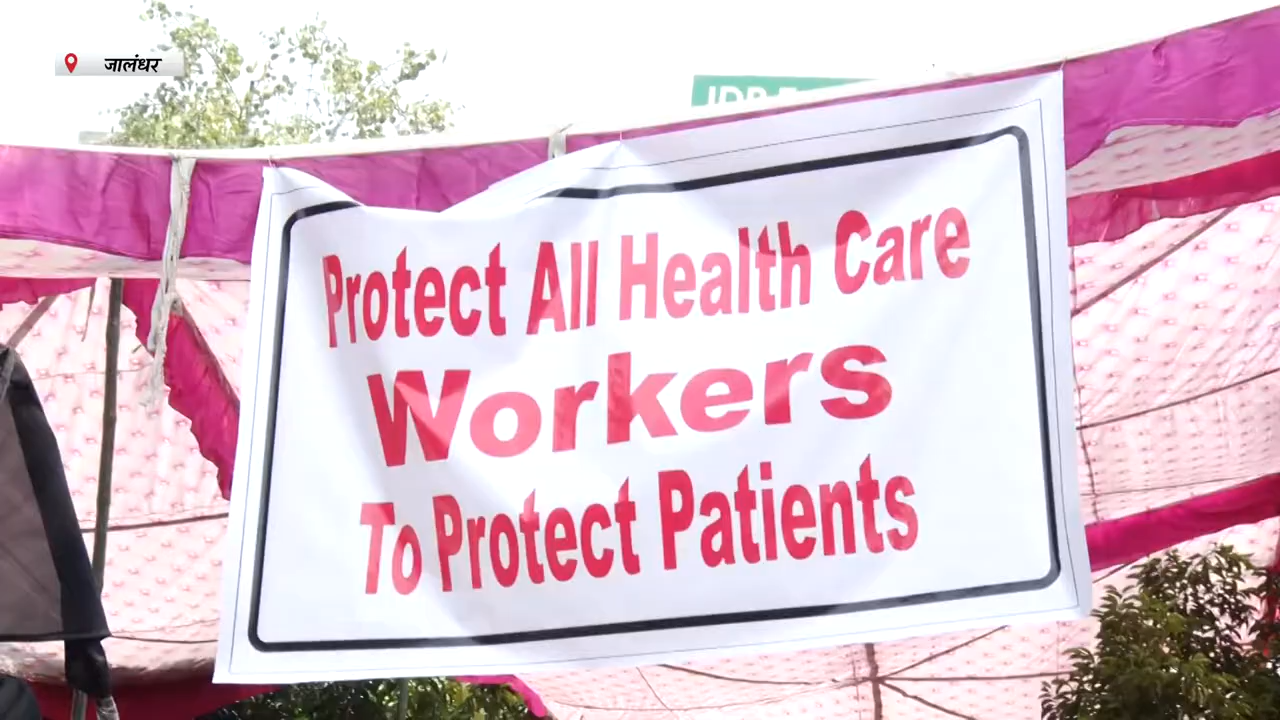 जालंधर
Protect All Health Care
Workers
To Protect Patients